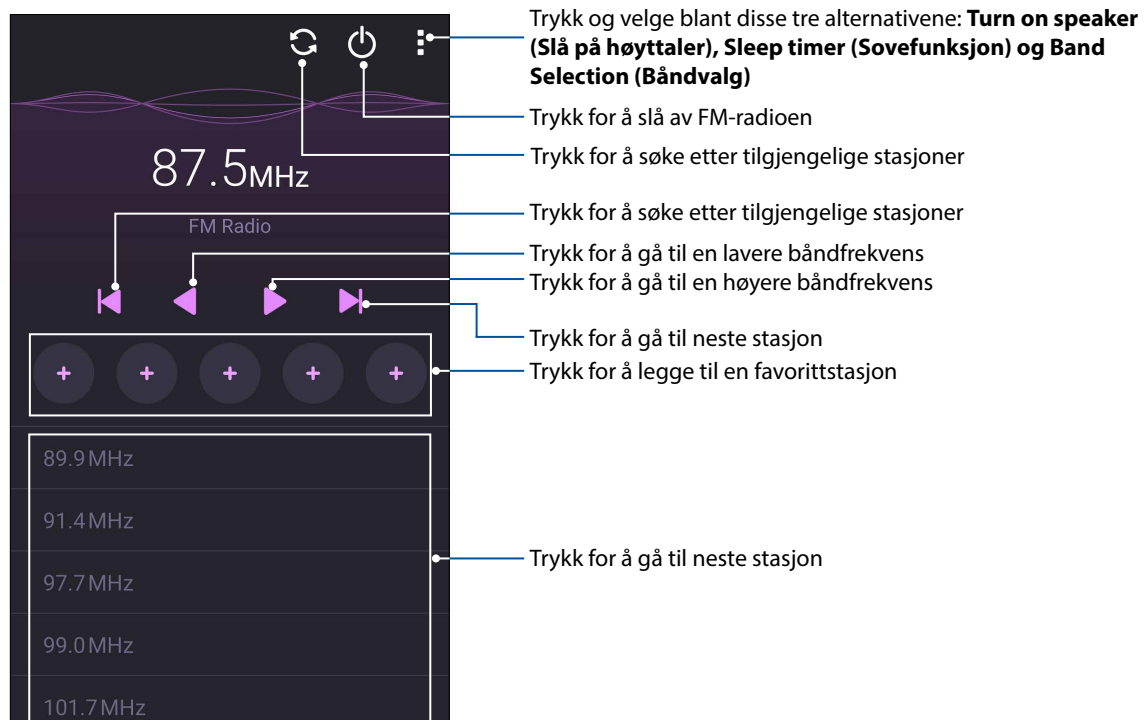 Trykk og velge blant disse tre alternativene: Turn on speaker
(Slå på høyttaler), Sleep timer (Sovefunksjon) og Band
Selection (Båndvalg)
Trykk for å slå av FM-radioen
Trykk for å søke etter tilgjengelige stasjoner
87.5MHz
Trykk for å søke etter tilgjengelige stasjoner
FM Radio
Trykk for å gå til en lavere båndfrekvens
Trykk for å gå til en høyere båndfrekvens
Trykk for å gå til neste stasjon
Trykk for å legge til en favorittstasjon
+ + + + +
89.9MHz
91.4MHz
Trykk for å gå til neste stasjon
97.7MHz
99.0MHz
101.7MHz